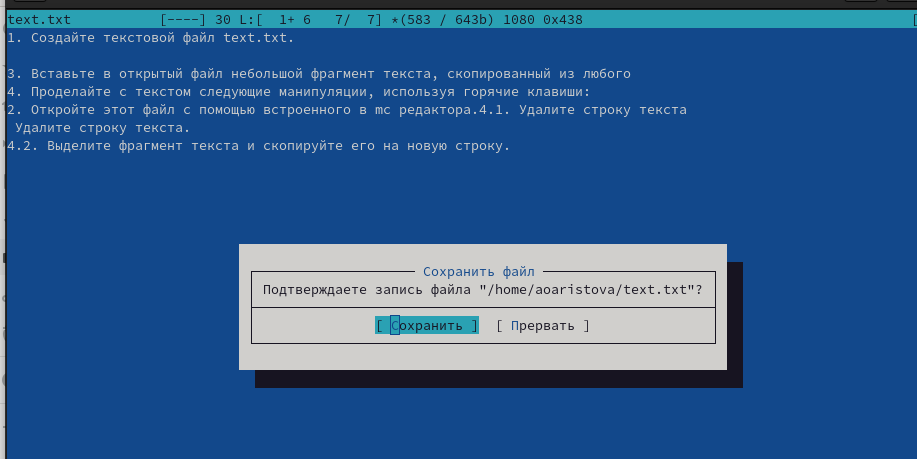 text.txt [----] 30 L:[ 1+ 6 7/ 7] *(583 / 643b) 1080 0x438 [
1. Создайте текстовой файл text.txt.
3. Вставьте в открытый файл небольшой фрагмент текста, скопированный из любого
4. Проделайте с текстом следующие манипуляции, используя горячие клавиши:
2. Откройте этот файл с помощью встроенного в mc редактора.4.1. Удалите строку текста
Удалите строку текста.
4.2. Выделите фрагмент текста и скопируйте его на новую строку.
Сохранить файл
Подтверждаете запись файла "/home/aoaristova/text.txt"?
[ Сохранить ] [ Прервать ]